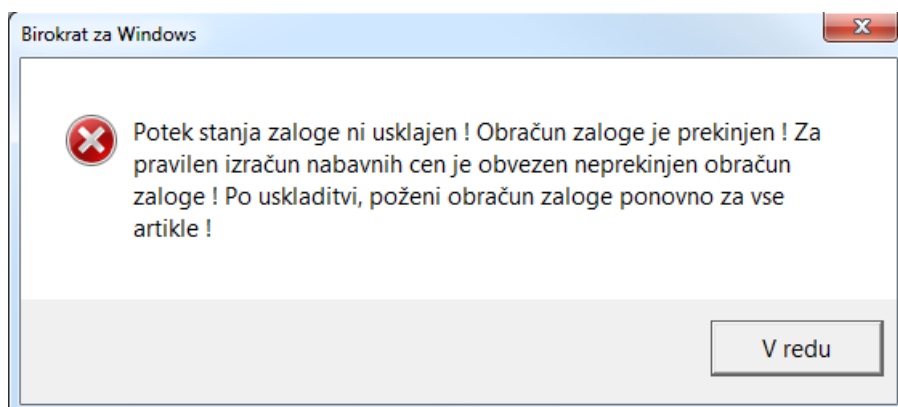 Birokrat za Windows
Potek stanja zaloge ni usklajen ! Obračun zaloge je prekinjen ! Za
pravilen izračun nabavnih cen je obvezen neprekinjen obračun
zaloge ! Po uskladitvi, poženi obračun zaloge ponovno za vse
artikle !
V redu